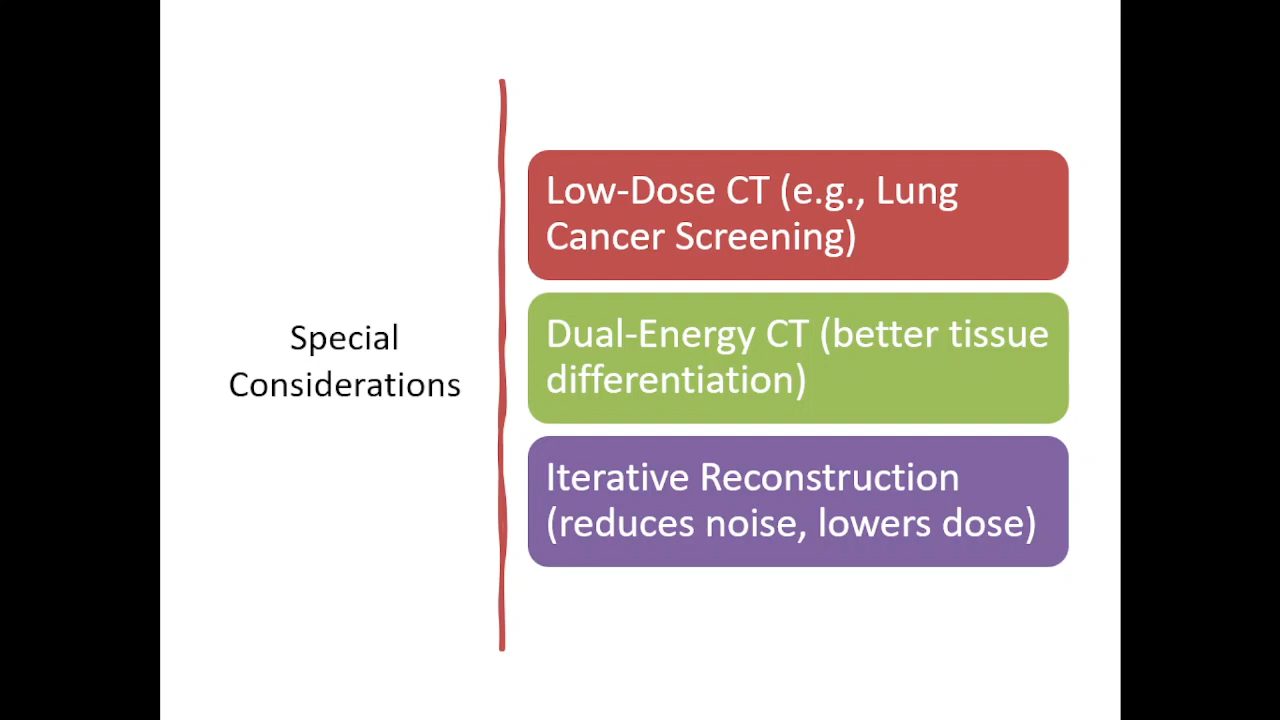 Special
Considerations
Low-Dose CT (e.g., Lung
Cancer Screening)
Dual-Energy CT (better tissue
differentiation)
Iterative Reconstruction
(reduces noise, lowers dose)